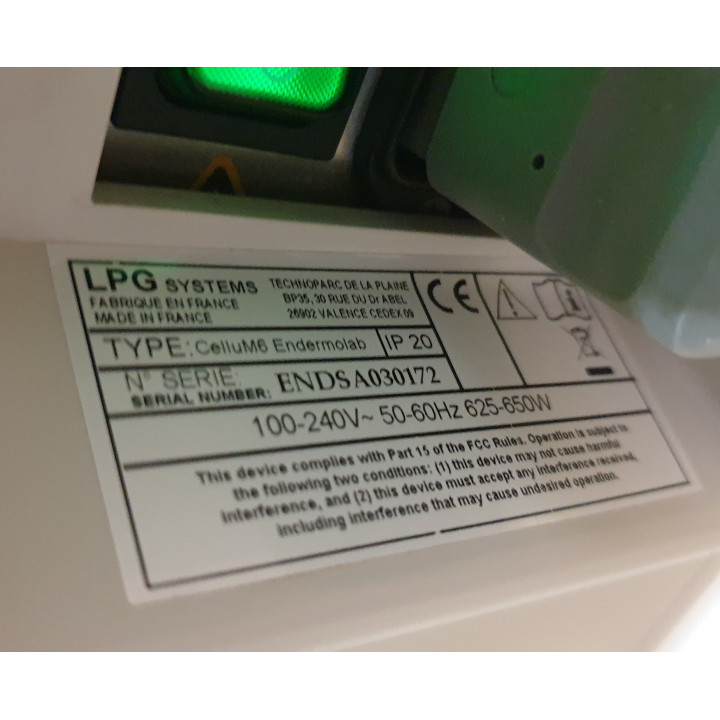 LPG SYSTEMS
FABRIQUE EN FRANCE
MADE IN FRANCE
TECHNOPARC DE LA PLAINE
BP35, 30 RUE DU Dr ABEL
26902 VALENCE CEDEX 09
CE
TYPE: CelluM6 Endermolab
IP 20
N° SERIE:
SERIAL NUMBER: ENDSA030172
100-240V~ 50-60Hz 625-650W
This device complies with Part 15 of the FCC Rules. Operation is subject to
the following two conditions: (1) this device may not cause harmful
interference, and (2) this device must accept any interference received,
including interference that may cause undesired operation.